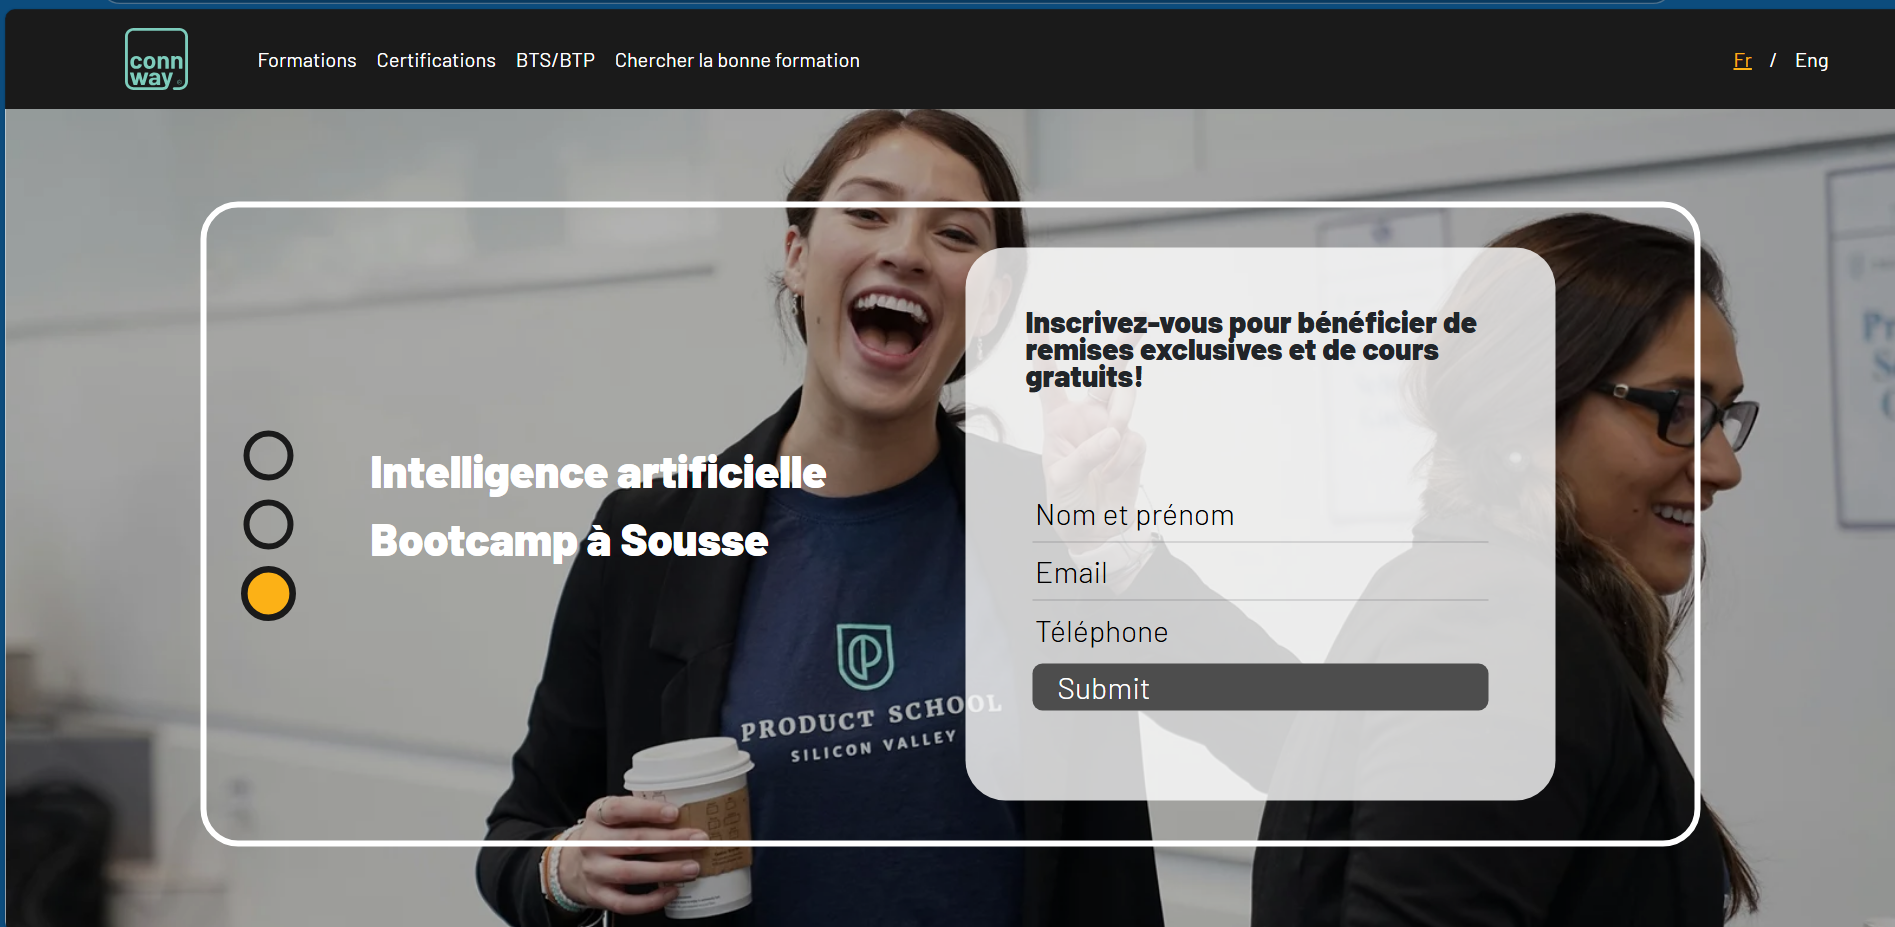 conn
way
Formations Certifications BTS/BTP Chercher la bonne formation
Fr / Eng
Intelligence artificielle
Bootcamp à Sousse
Inscrivez-vous pour bénéficier de
remises exclusives et de cours
gratuits!
Nom et prénom
Email
Téléphone
Submit
PRODUCT SCHOOL
SILICON VALLEY